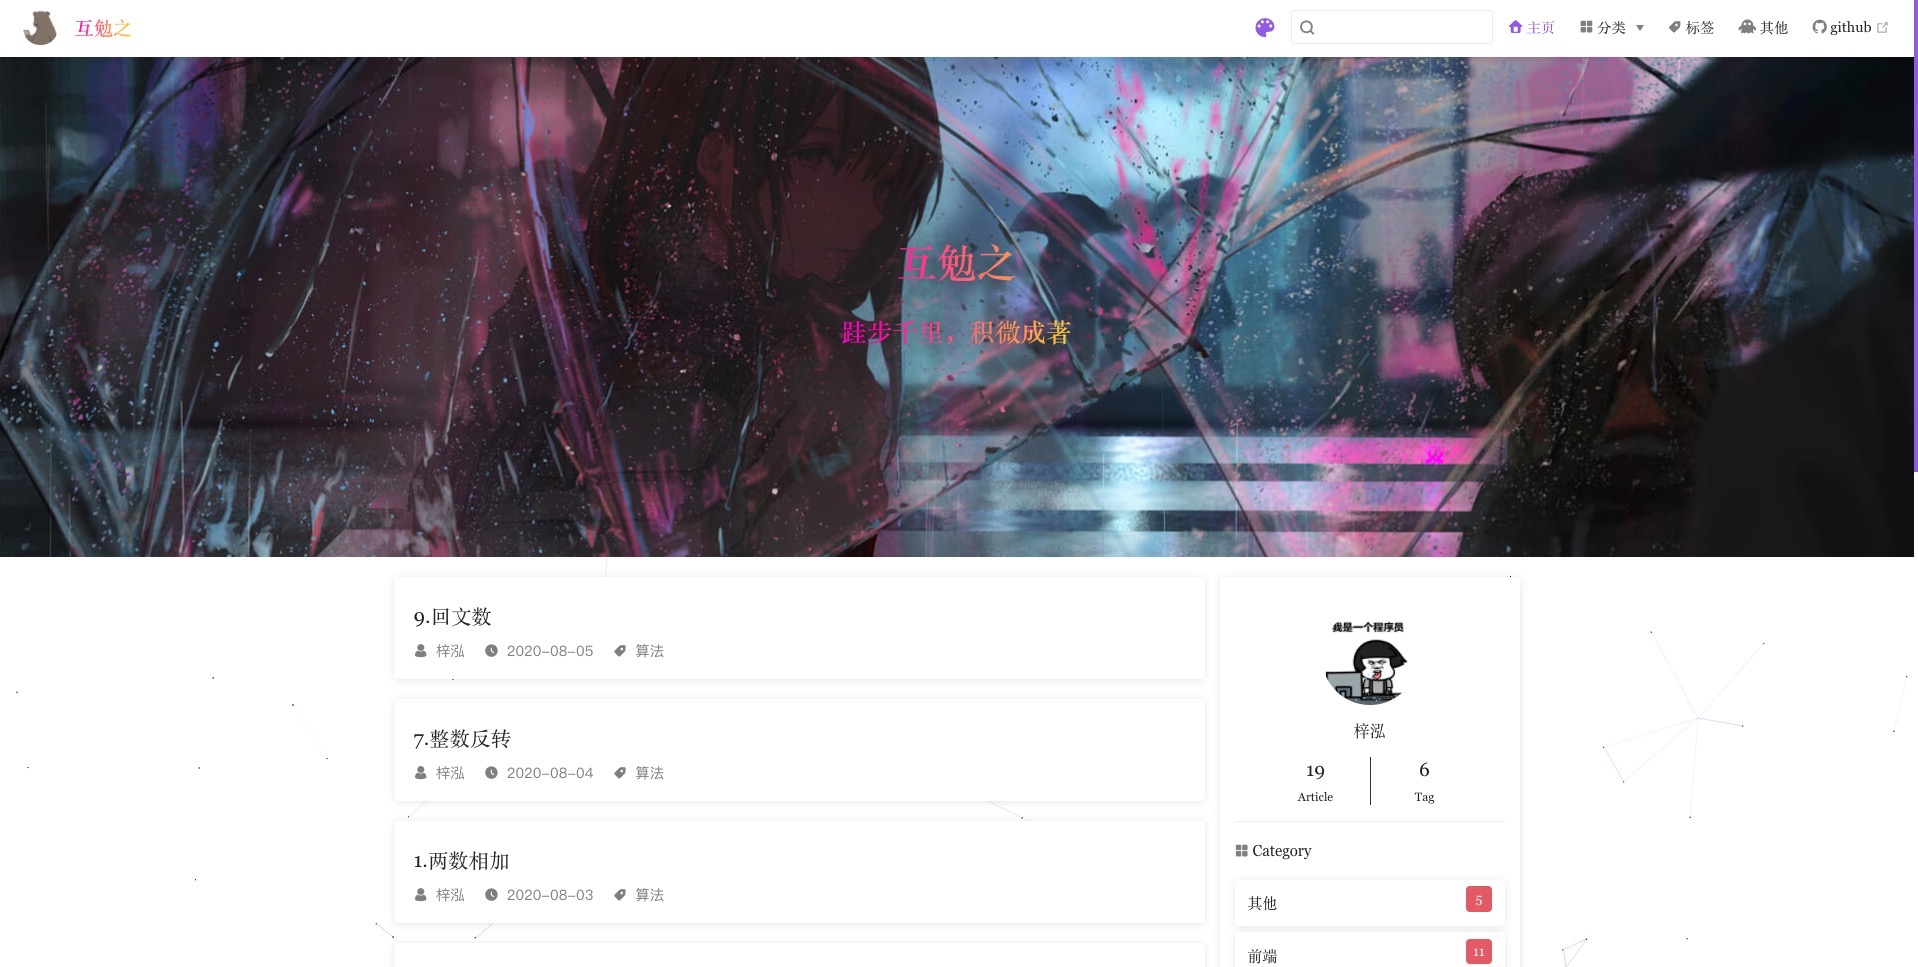 互勉之
主页 分类 标签 其他 github
互勉之
跬步千里，积微成著
9.回文数
梓泓 2020-08-05 算法
7.整数反转
梓泓 2020-08-04 算法
1.两数相加
梓泓 2020-08-03 算法
我是一个程序员
梓泓
19 6
Article Tag
Category
其他 5
前端 11